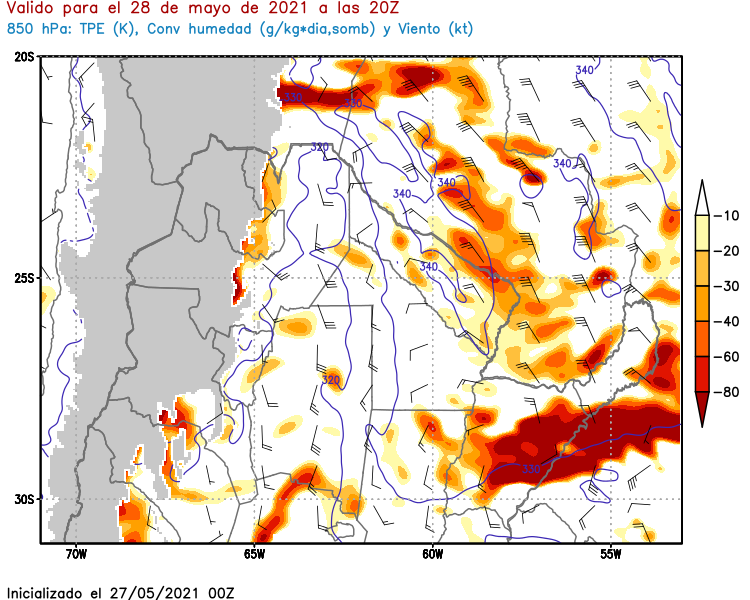 Valido para el 28 de mayo de 2021 a las 20Z
850 hPa: TPE (K), Conv humedad (g/kg*dia,somb) y Viento (kt)
20S
340
330
330
320
340
340
340
-10
340
25S
-20
-30
-40
320
-60
-80
330
30S
70W 65W 60W 55W
Inicializado el 27/05/2021 00Z